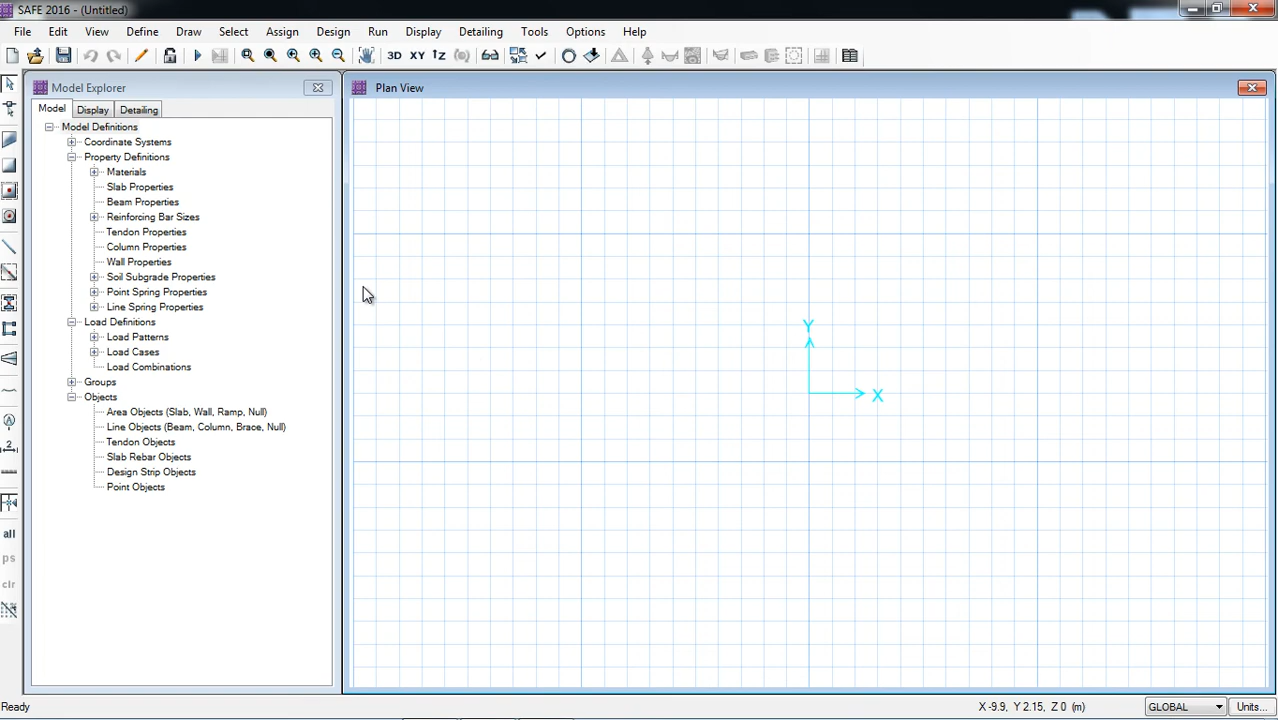 SAFE 2016 - (Untitled)
File Edit View Define Draw Select Assign Design Run Display Detailing Tools Options Help
3D XY Z
Model Explorer
Plan View
Model Display Detailing
Model Definitions
Coordinate Systems
Property Definitions
Materials
Slab Properties
Beam Properties
Reinforcing Bar Sizes
Tendon Properties
Column Properties
Wall Properties
Soil Subgrade Properties
Point Spring Properties
Line Spring Properties
Load Definitions
Load Patterns
Load Cases
Load Combinations
Groups
Objects
Area Objects (Slab, Wall, Ramp, Null)
Line Objects (Beam, Column, Brace, Null)
Tendon Objects
Slab Rebar Objects
Design Strip Objects
Point Objects
Y
X
all
ps
clr
Ready
X -9.9, Y 2.15, Z 0 (m)
GLOBAL
Units...